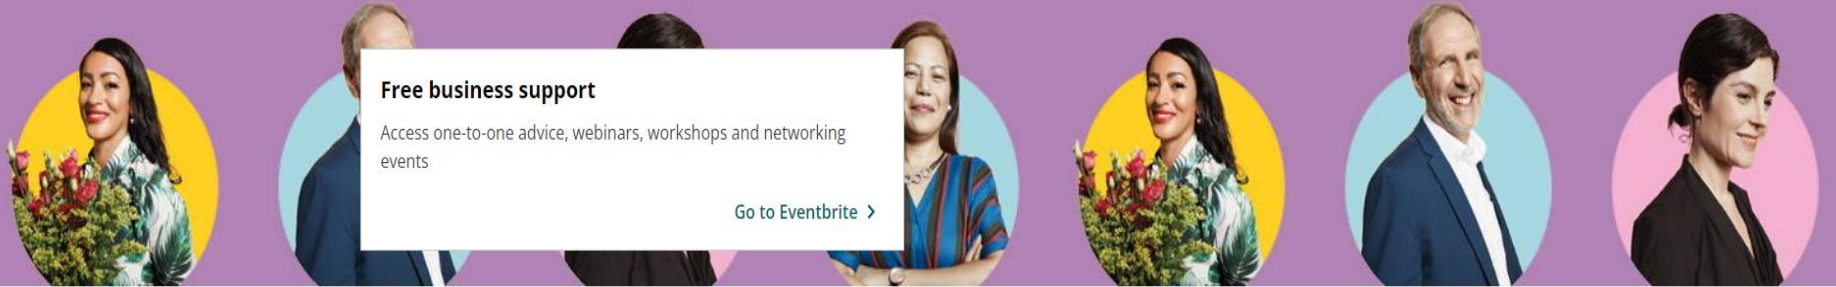 Free business support
Access one-to-one advice, webinars, workshops and networking
events
Go to Eventbrite